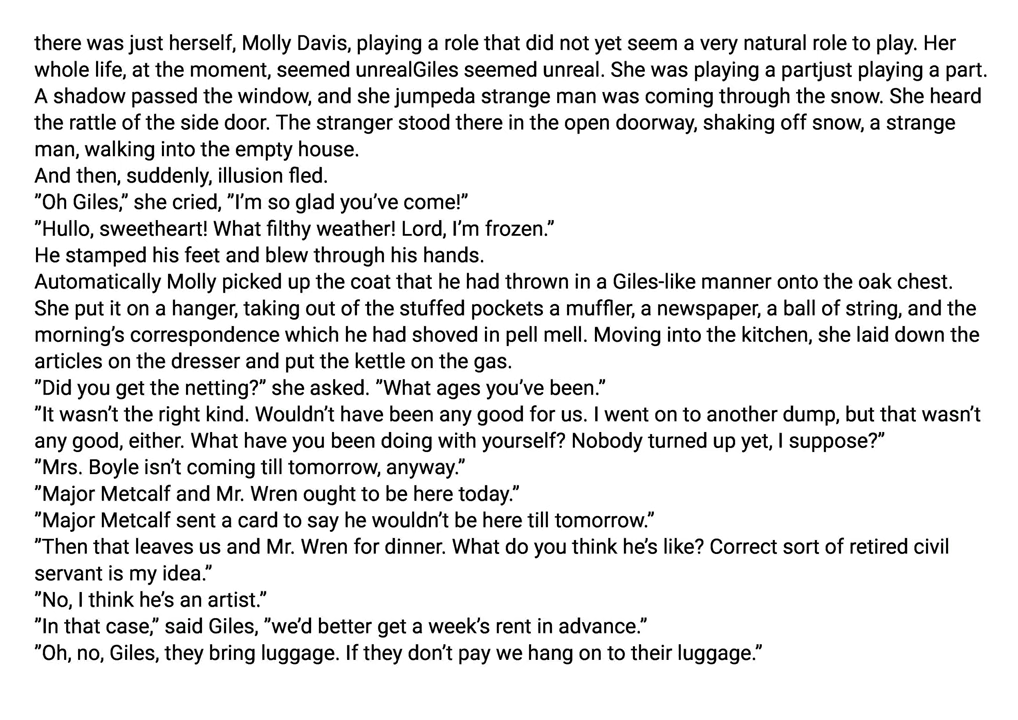 there was just herself, Molly Davis, playing a role that did not yet seem a very natural role to play. Her
whole life, at the moment, seemed unrealGiles seemed unreal. She was playing a partjust playing a part.
A shadow passed the window, and she jumpeda strange man was coming through the snow. She heard
the rattle of the side door. The stranger stood there in the open doorway, shaking off snow, a strange
man, walking into the empty house.
And then, suddenly, illusion fled.
”Oh Giles,” she cried, ”I’m so glad you’ve come!”
”Hullo, sweetheart! What filthy weather! Lord, I’m frozen.”
He stamped his feet and blew through his hands.
Automatically Molly picked up the coat that he had thrown in a Giles-like manner onto the oak chest.
She put it on a hanger, taking out of the stuffed pockets a muffler, a newspaper, a ball of string, and the
morning’s correspondence which he had shoved in pell mell. Moving into the kitchen, she laid down the
articles on the dresser and put the kettle on the gas.
”Did you get the netting?” she asked. ”What ages you’ve been.”
”It wasn’t the right kind. Wouldn’t have been any good for us. I went on to another dump, but that wasn’t
any good, either. What have you been doing with yourself? Nobody turned up yet, I suppose?”
”Mrs. Boyle isn’t coming till tomorrow, anyway.”
”Major Metcalf and Mr. Wren ought to be here today.”
”Major Metcalf sent a card to say he wouldn’t be here till tomorrow.”
”Then that leaves us and Mr. Wren for dinner. What do you think he’s like? Correct sort of retired civil
servant is my idea.”
”No, I think he’s an artist.”
”In that case,” said Giles, ”we’d better get a week’s rent in advance.”
”Oh, no, Giles, they bring luggage. If they don’t pay we hang on to their luggage.”